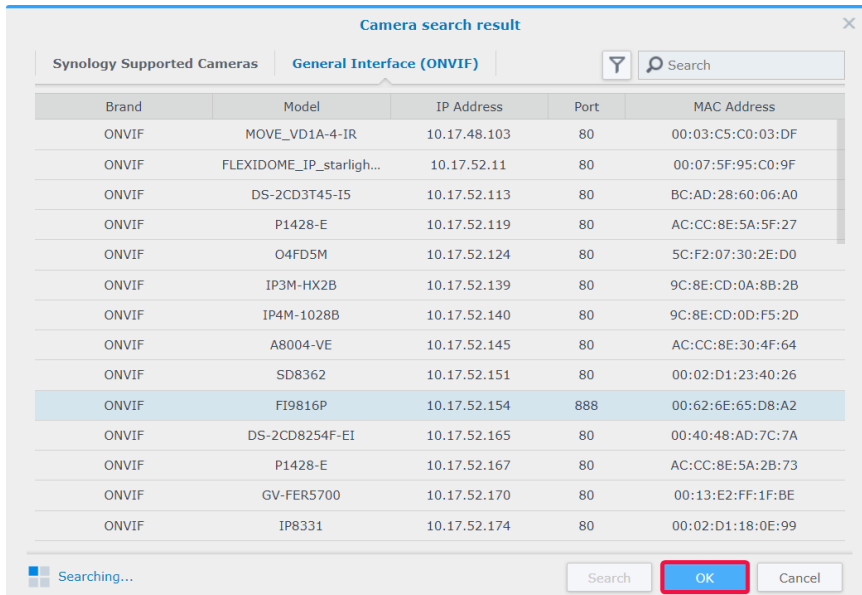 Camera search result
Synology Supported Cameras General Interface (ONVIF) Search
Brand Model IP Address Port MAC Address
ONVIF MOVE_VD1A-4-IR 10.17.48.103 80 00:03:C5:C0:03:DF
ONVIF FLEXIDOME_IP_starligh... 10.17.52.11 80 00:07:5F:95:C0:9F
ONVIF DS-2CD3T45-I5 10.17.52.113 80 BC:AD:28:60:06:A0
ONVIF P1428-E 10.17.52.119 80 AC:CC:8E:5A:5F:27
ONVIF O4FD5M 10.17.52.124 80 5C:F2:07:30:2E:D0
ONVIF IP3M-HX2B 10.17.52.139 80 9C:8E:CD:0A:8B:2B
ONVIF IP4M-1028B 10.17.52.140 80 9C:8E:CD:0D:F5:2D
ONVIF A8004-VE 10.17.52.145 80 AC:CC:8E:30:4F:64
ONVIF SD8362 10.17.52.151 80 00:02:D1:23:40:26
ONVIF FI9816P 10.17.52.154 888 00:62:6E:65:D8:A2
ONVIF DS-2CD8254F-EI 10.17.52.165 80 00:40:48:AD:7C:7A
ONVIF P1428-E 10.17.52.167 80 AC:CC:8E:5A:2B:73
ONVIF GV-FER5700 10.17.52.170 80 00:13:E2:FF:1F:BE
ONVIF IP8331 10.17.52.174 80 00:02:D1:18:0E:99
Searching... Search OK Cancel